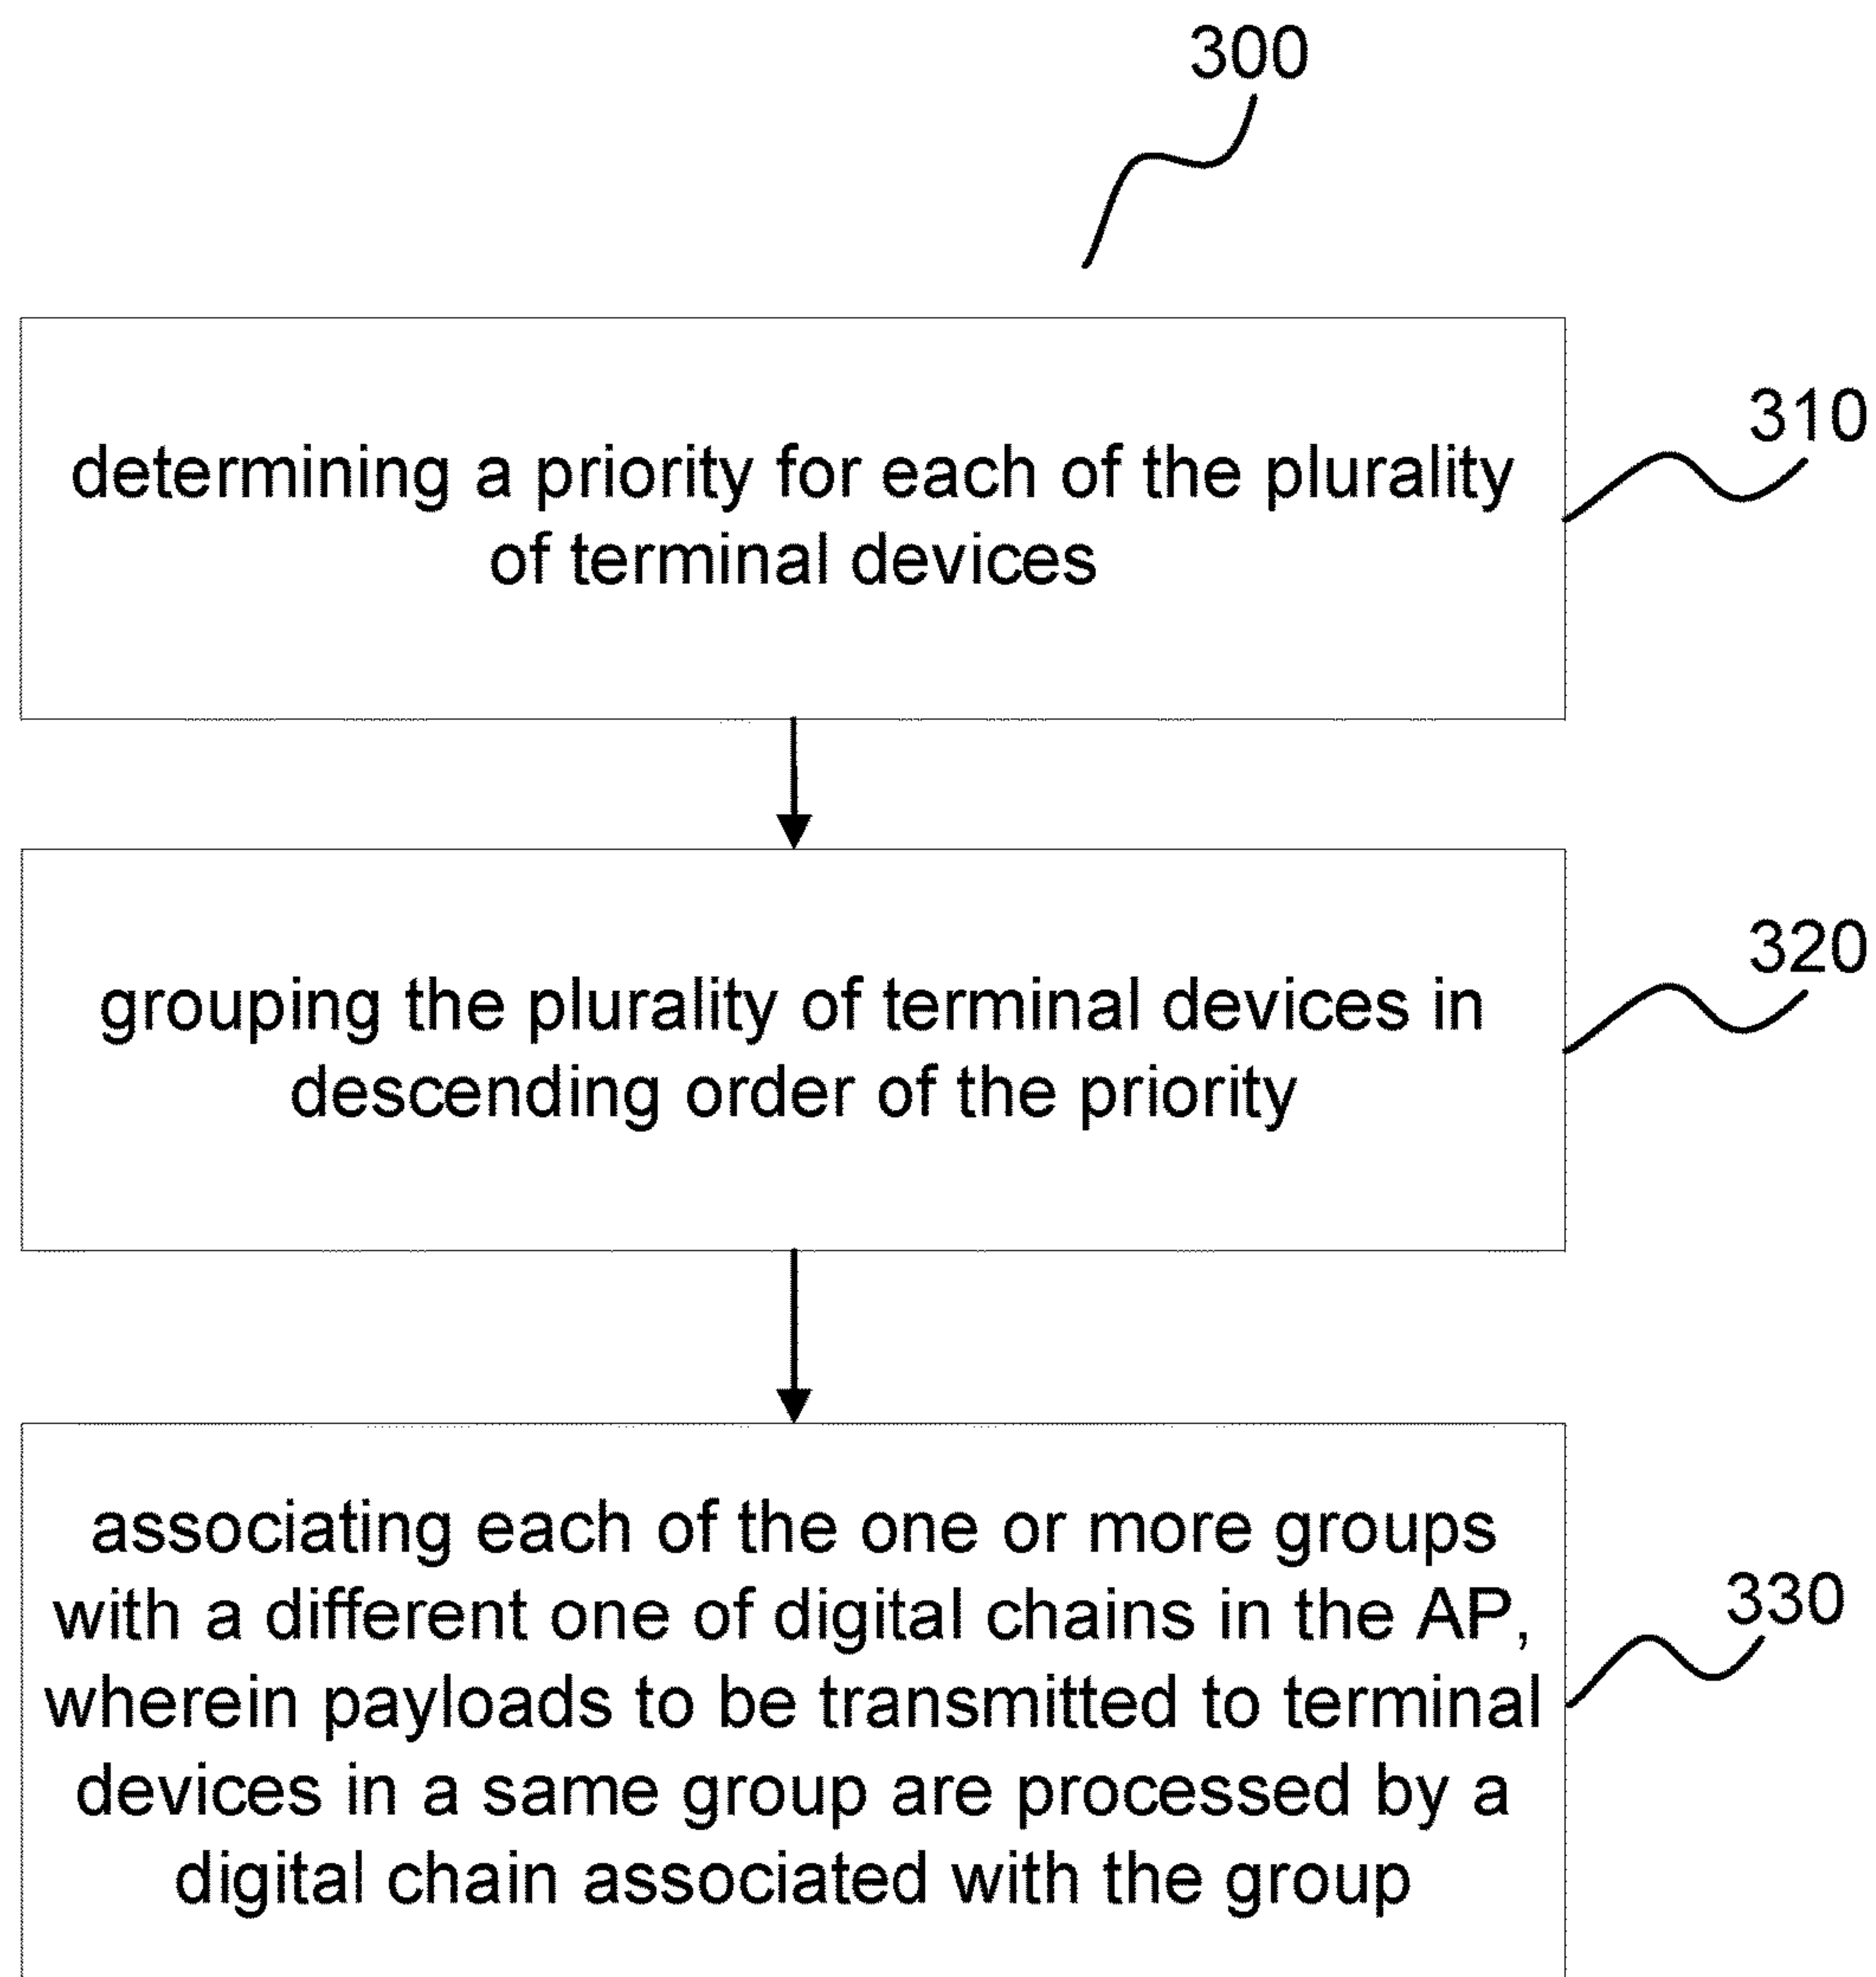 300
310
determining a priority for each of the plurality
of terminal devices
320
grouping the plurality of terminal devices in
descending order of the priority
associating each of the one or more groups
with a different one of digital chains in the AP,
330
wherein payloads to be transmitted to terminal
devices in a same group are processed by a
digital chain associated with the group